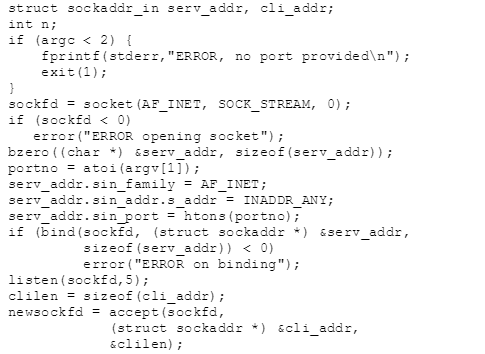 struct sockaddr_in serv_addr, cli_addr;
int n;
if (argc < 2) {
    fprintf(stderr,"ERROR, no port provided\n");
    exit(1);
}
sockfd = socket(AF_INET, SOCK_STREAM, 0);
if (sockfd < 0)
   error("ERROR opening socket");
bzero((char *) &serv_addr, sizeof(serv_addr));
portno = atoi(argv[1]);
serv_addr.sin_family = AF_INET;
serv_addr.sin_addr.s_addr = INADDR_ANY;
serv_addr.sin_port = htons(portno);
if (bind(sockfd, (struct sockaddr *) &serv_addr,
         sizeof(serv_addr)) < 0)
         error("ERROR on binding");
listen(sockfd,5);
clilen = sizeof(cli_addr);
newsockfd = accept(sockfd,
            (struct sockaddr *) &cli_addr,
            &clilen);